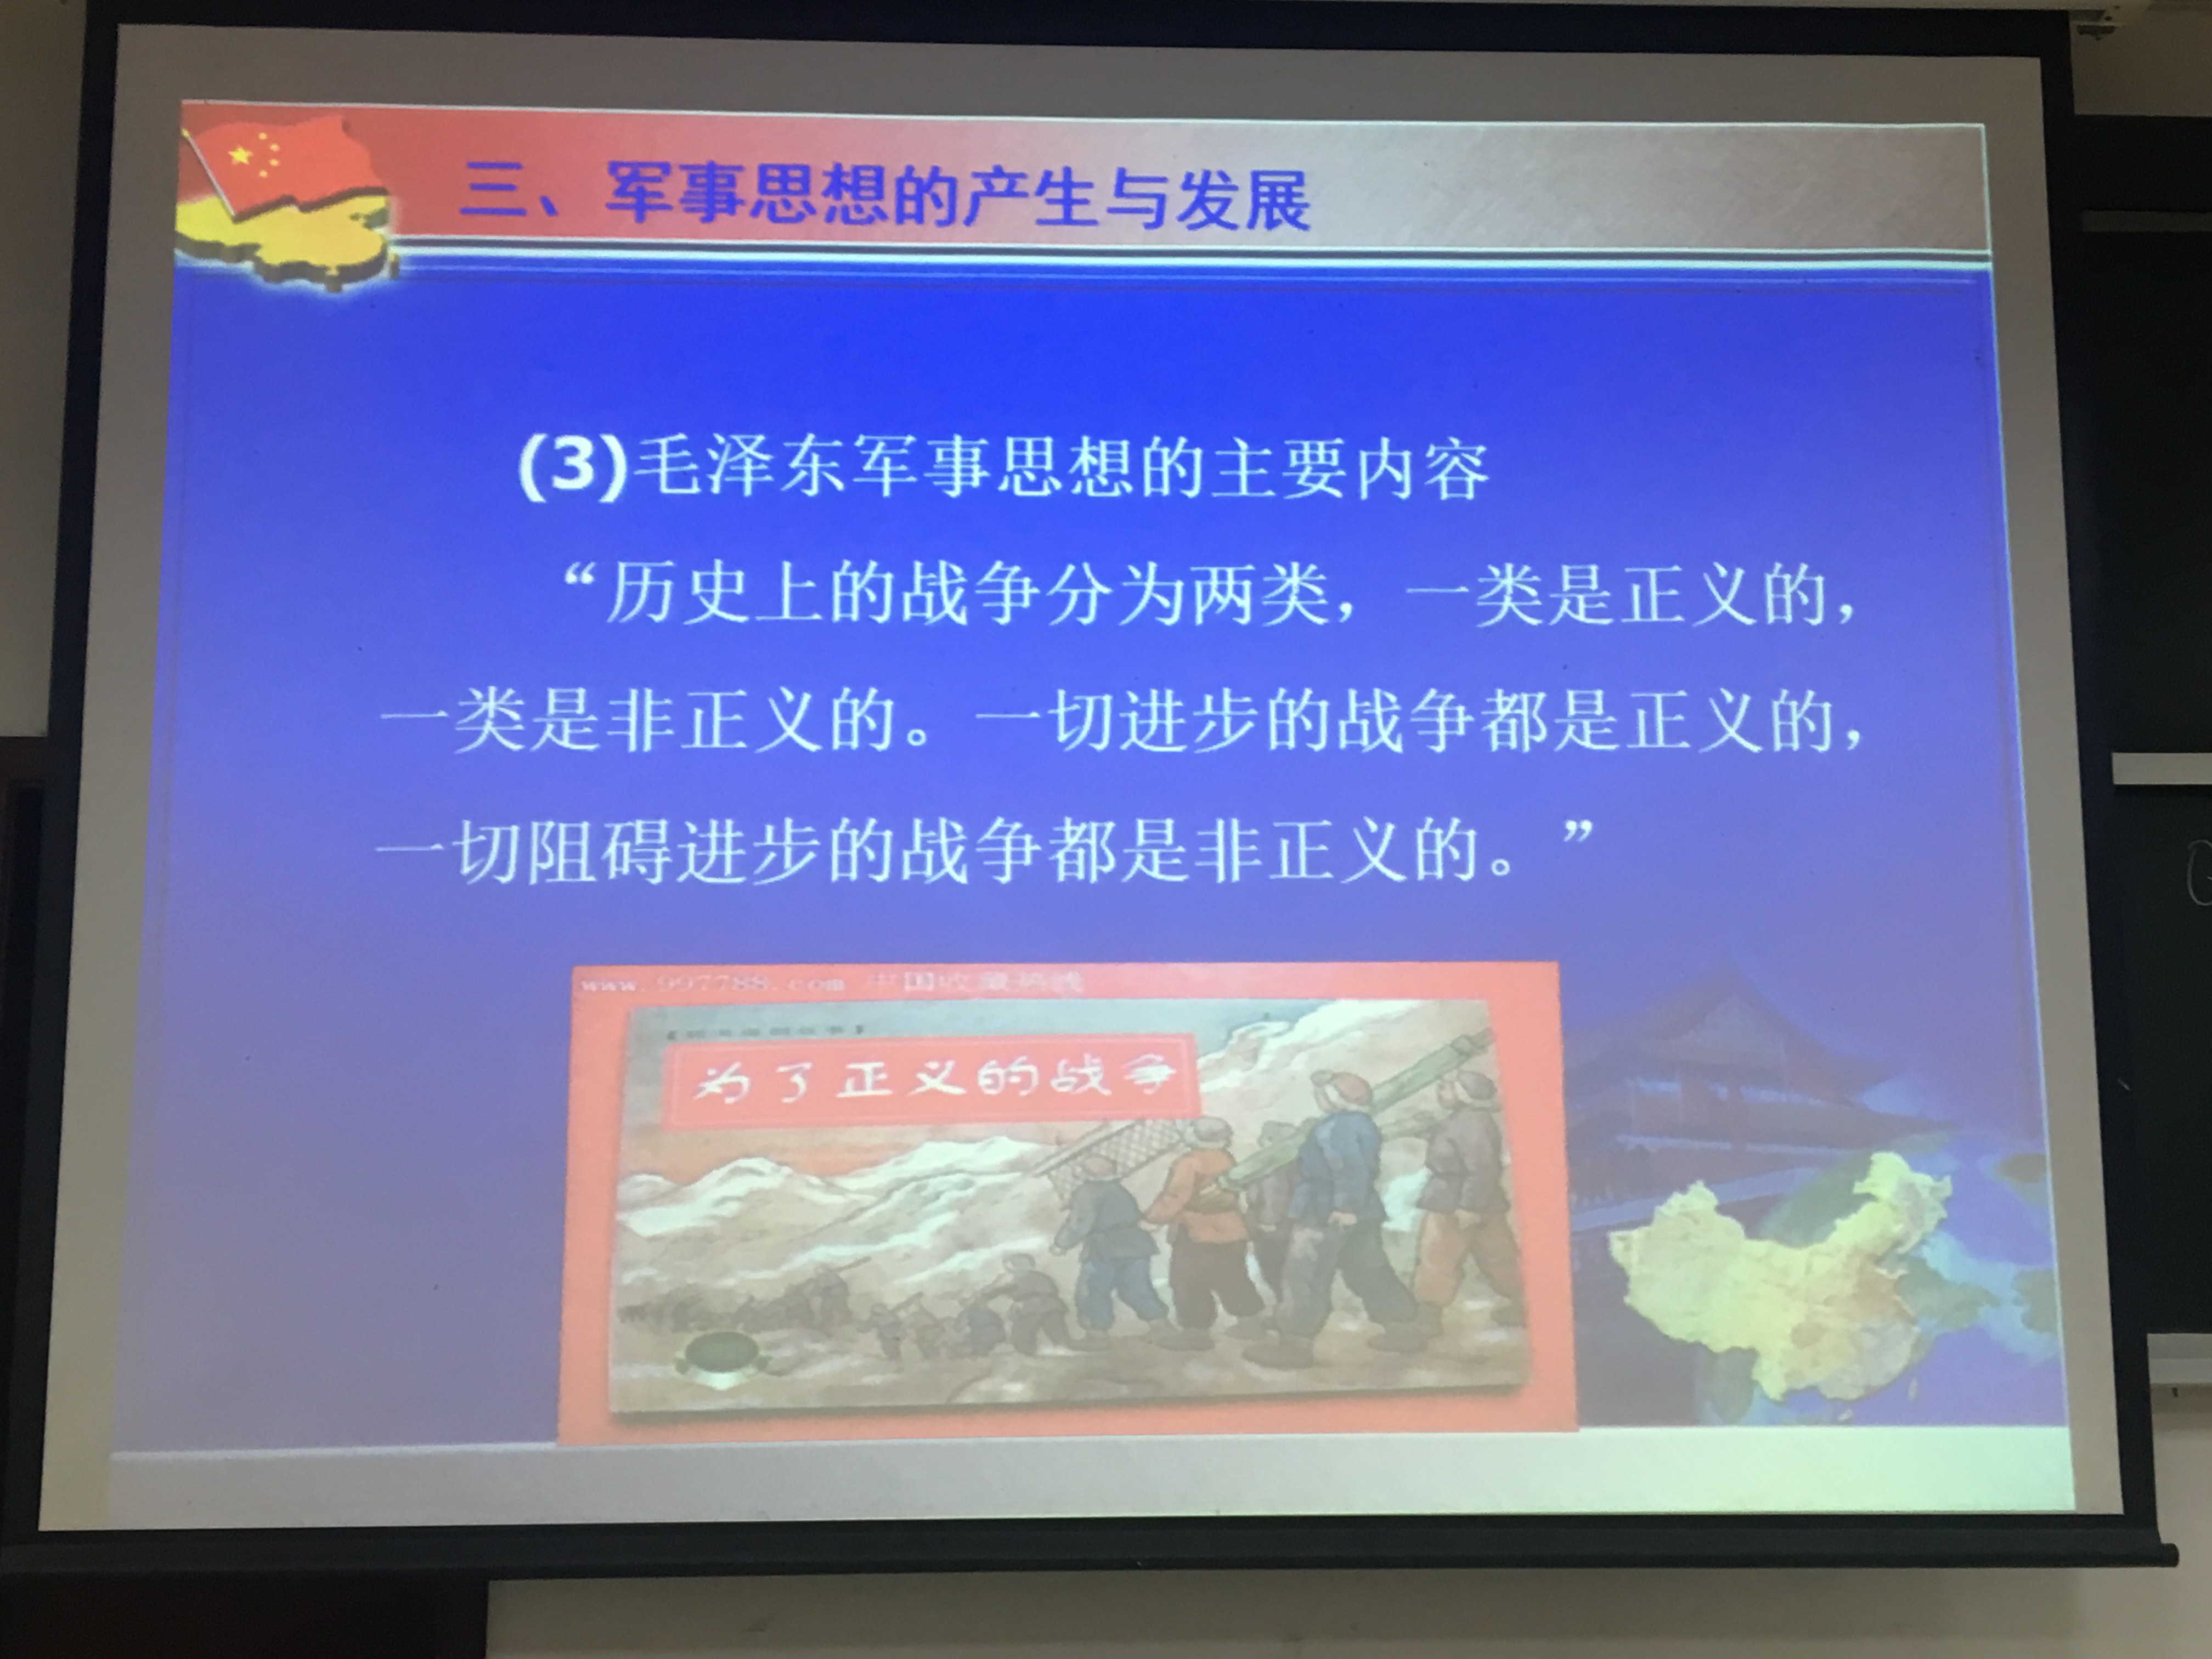 三、军事思想的产生与发展
(3)毛泽东军事思想的主要内容
“历史上的战争分为两类，一类是正义的，
一类是非正义的。一切进步的战争都是正义的，
一切阻碍进步的战争都是非正义的。”
www.997788.com 中国收藏热线
为了正义的战争